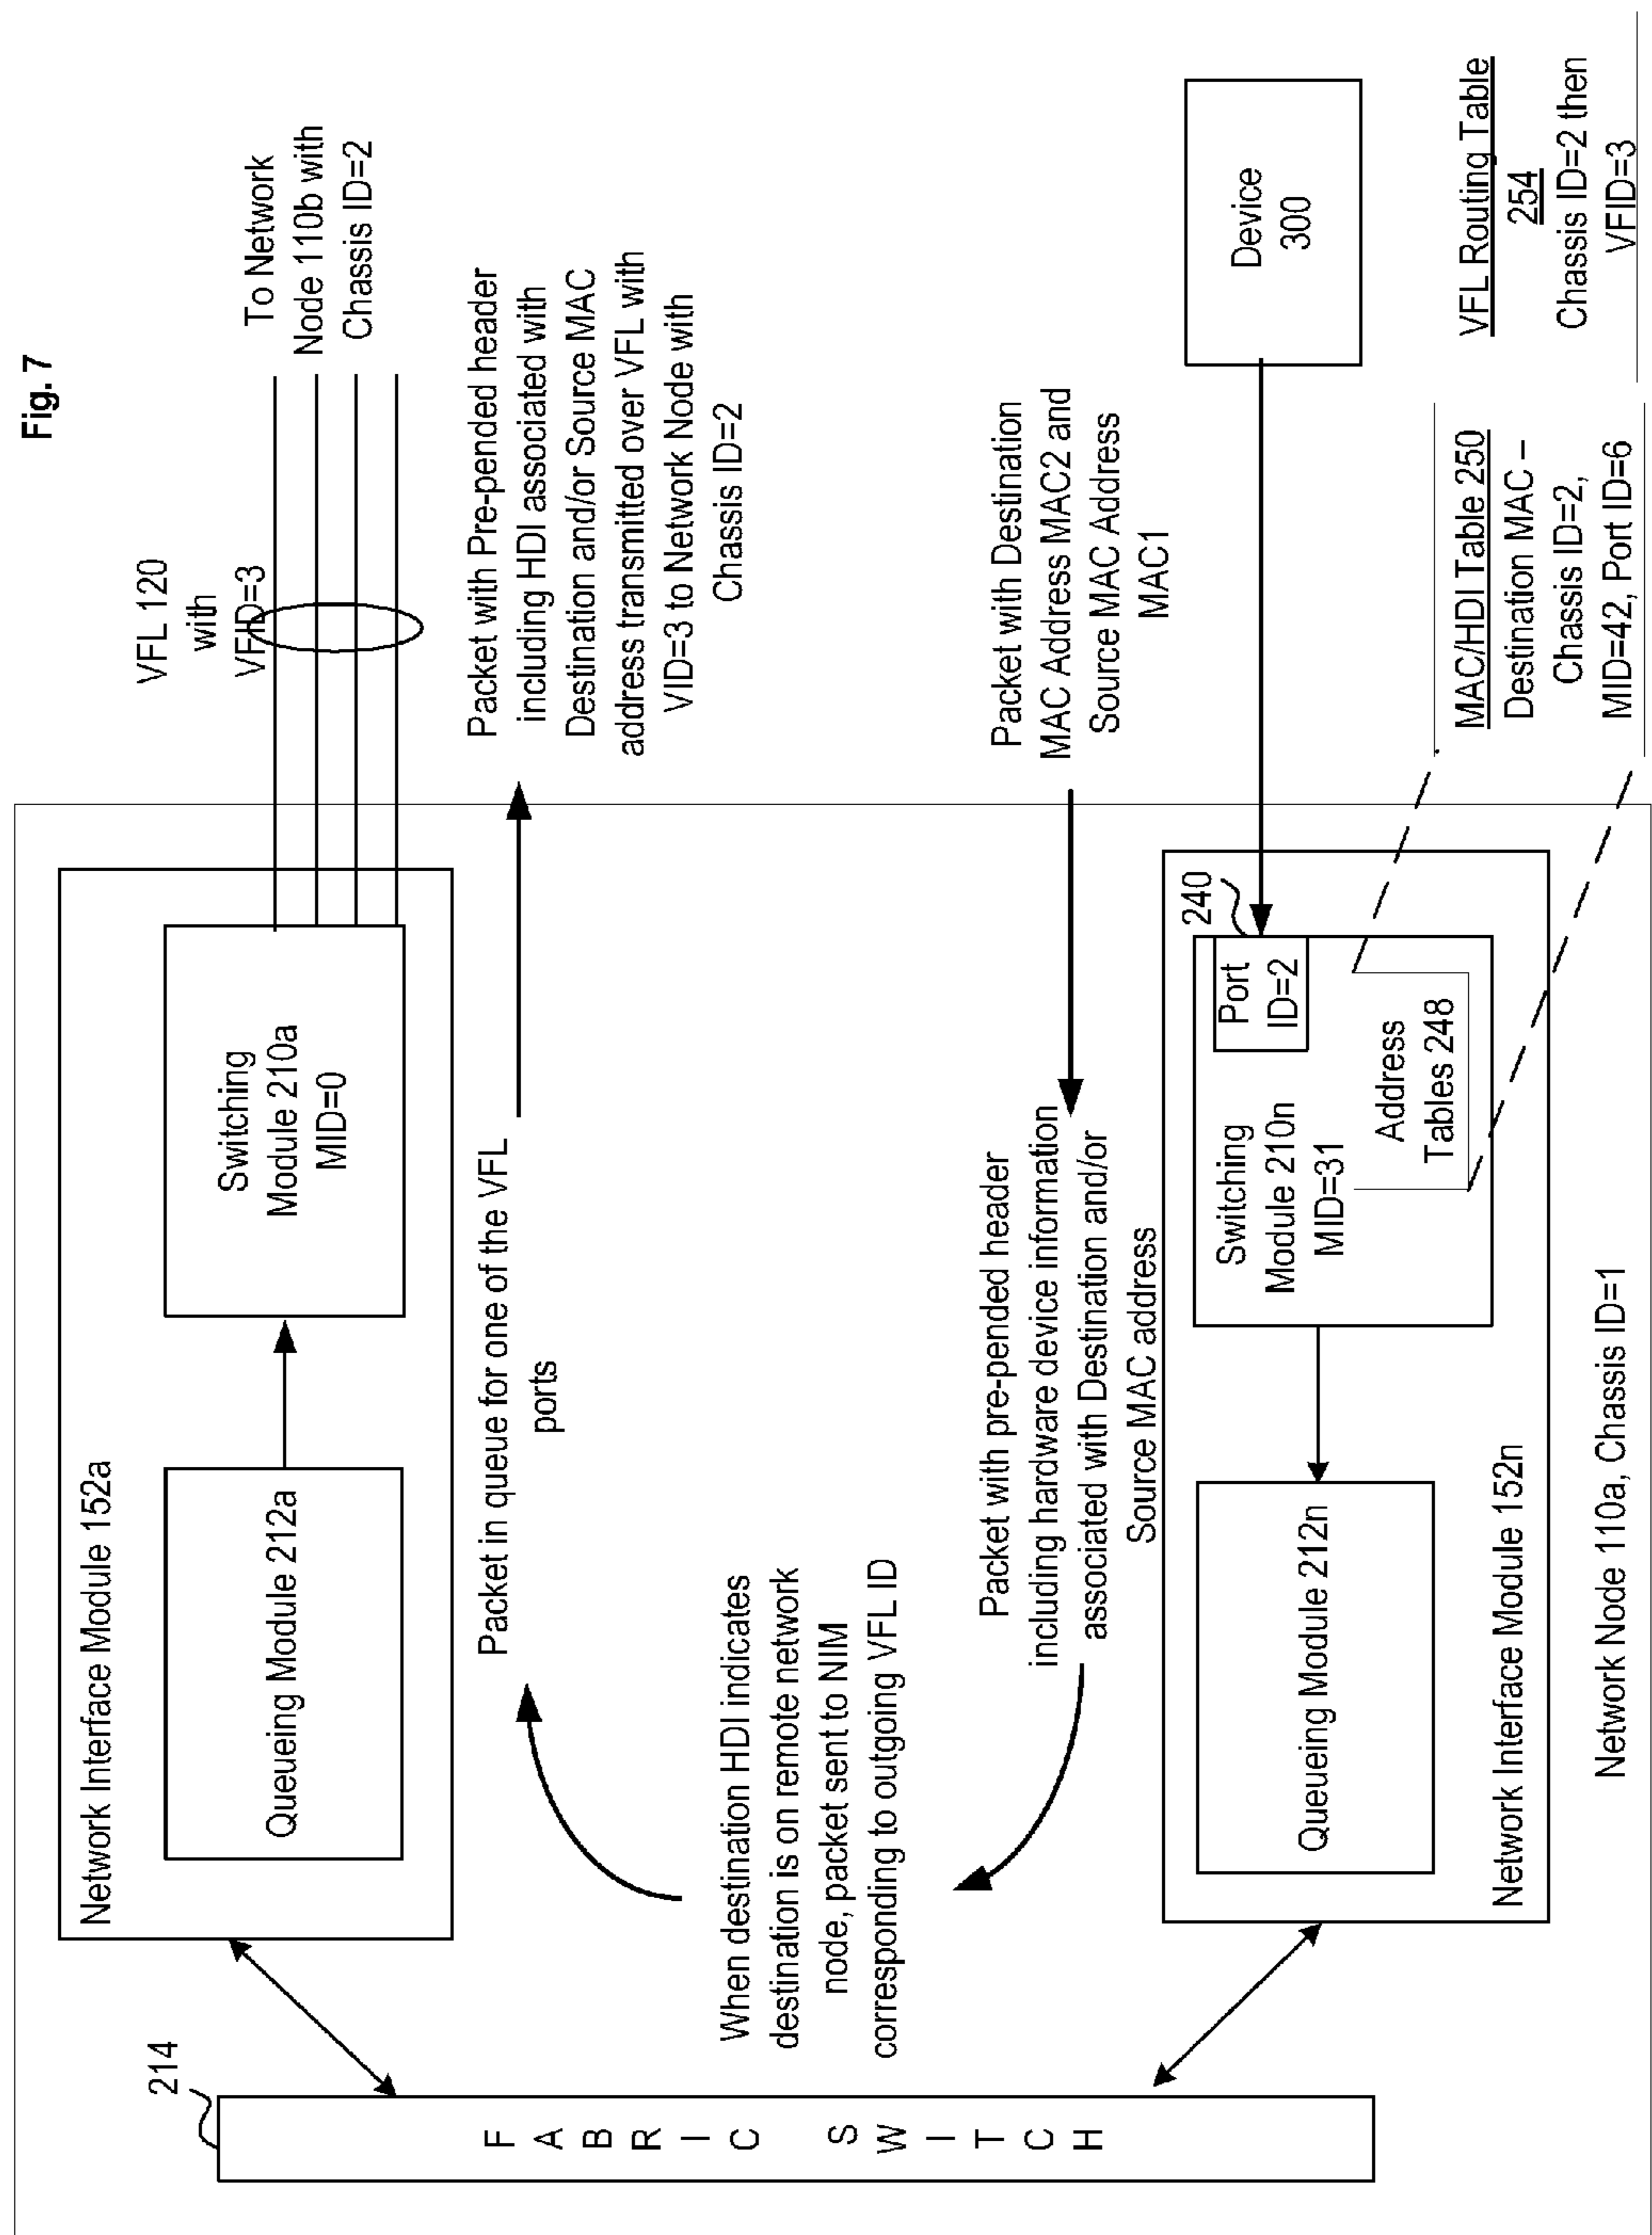 Fig. 7
214
FABRIC SWITCH
Network Interface Module 152a
Queueing Module 212a
Switching
Module 210a
MID=0
VFL 120
with
VFID=3
To Network
Node 110b with
Chassis ID=2
Packet in queue for one of the VFL
ports
Packet with Pre-pended header
including HDI associated with
Destination and/or Source MAC
address transmitted over VFL with
VID=3 to Network Node with
Chassis ID=2
When destination HDI indicates
destination is on remote network
node, packet sent to NIM
corresponding to outgoing VFL ID
Packet with pre-pended header
including hardware device information
associated with Destination and/or
Source MAC address
Packet with Destination
MAC Address MAC2 and
Source MAC Address
MAC1
Device
300
240
Port
ID=2
Switching
Module 210n
MID=31
Address
Tables 248
Queueing Module 212n
Network Interface Module 152n
Network Node 110a, Chassis ID=1
MAC/HDI Table 250
Destination MAC –
Chassis ID=2,
MID=42, Port ID=6
VFL Routing Table
254
Chassis ID=2 then
VFID=3